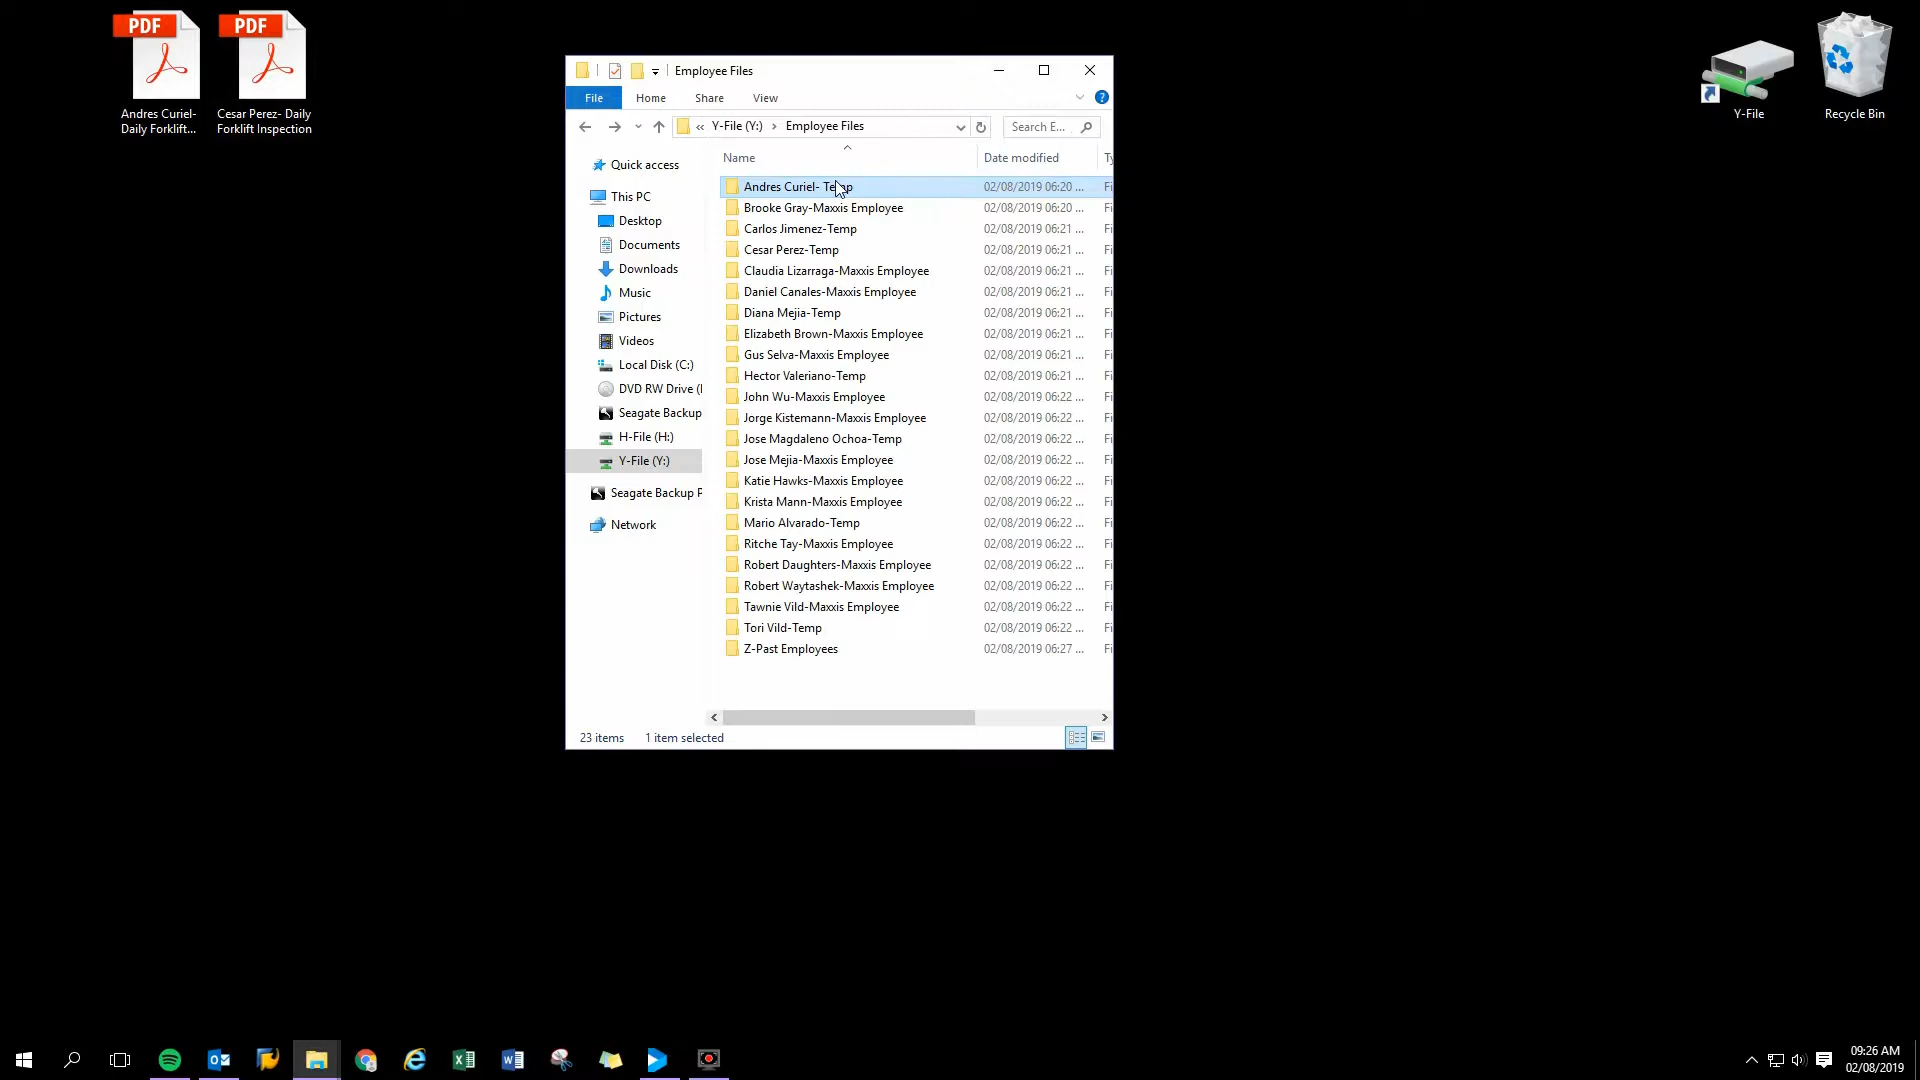 PDF
PDF
Andres Curiel-
Daily Forklift...
Cesar Perez- Daily
Forklift Inspection
Y-File
Recycle Bin
Employee Files
File Home Share View
« Y-File (Y:) Employee Files Search E...
Quick access
This PC
Desktop
Documents
Downloads
Music
Pictures
Videos
Local Disk (C:)
DVD RW Drive (
Seagate Backup
H-File (H:)
Y-File (Y:)
Seagate Backup P
Network
Name Date modified Ty
Andres Curiel- Temp 02/08/2019 06:20 ... Fi
Brooke Gray-Maxxis Employee 02/08/2019 06:20 ... Fi
Carlos Jimenez-Temp 02/08/2019 06:21 ... Fi
Cesar Perez-Temp 02/08/2019 06:21 ... Fi
Claudia Lizarraga-Maxxis Employee 02/08/2019 06:21 ... Fi
Daniel Canales-Maxxis Employee 02/08/2019 06:21 ... Fi
Diana Mejia-Temp 02/08/2019 06:21 ... Fi
Elizabeth Brown-Maxxis Employee 02/08/2019 06:21 ... Fi
Gus Selva-Maxxis Employee 02/08/2019 06:21 ... Fi
Hector Valeriano-Temp 02/08/2019 06:21 ... Fi
John Wu-Maxxis Employee 02/08/2019 06:22 ... Fi
Jorge Kistemann-Maxxis Employee 02/08/2019 06:22 ... Fi
Jose Magdaleno Ochoa-Temp 02/08/2019 06:22 ... Fi
Jose Mejia-Maxxis Employee 02/08/2019 06:22 ... Fi
Katie Hawks-Maxxis Employee 02/08/2019 06:22 ... Fi
Krista Mann-Maxxis Employee 02/08/2019 06:22 ... Fi
Mario Alvarado-Temp 02/08/2019 06:22 ... Fi
Ritche Tay-Maxxis Employee 02/08/2019 06:22 ... Fi
Robert Daughters-Maxxis Employee 02/08/2019 06:22 ... Fi
Robert Waytashek-Maxxis Employee 02/08/2019 06:22 ... Fi
Tawnie Vild-Maxxis Employee 02/08/2019 06:22 ... Fi
Tori Vild-Temp 02/08/2019 06:22 ... Fi
Z-Past Employees 02/08/2019 06:27 ... Fi
23 items 1 item selected
09:26 AM
02/08/2019